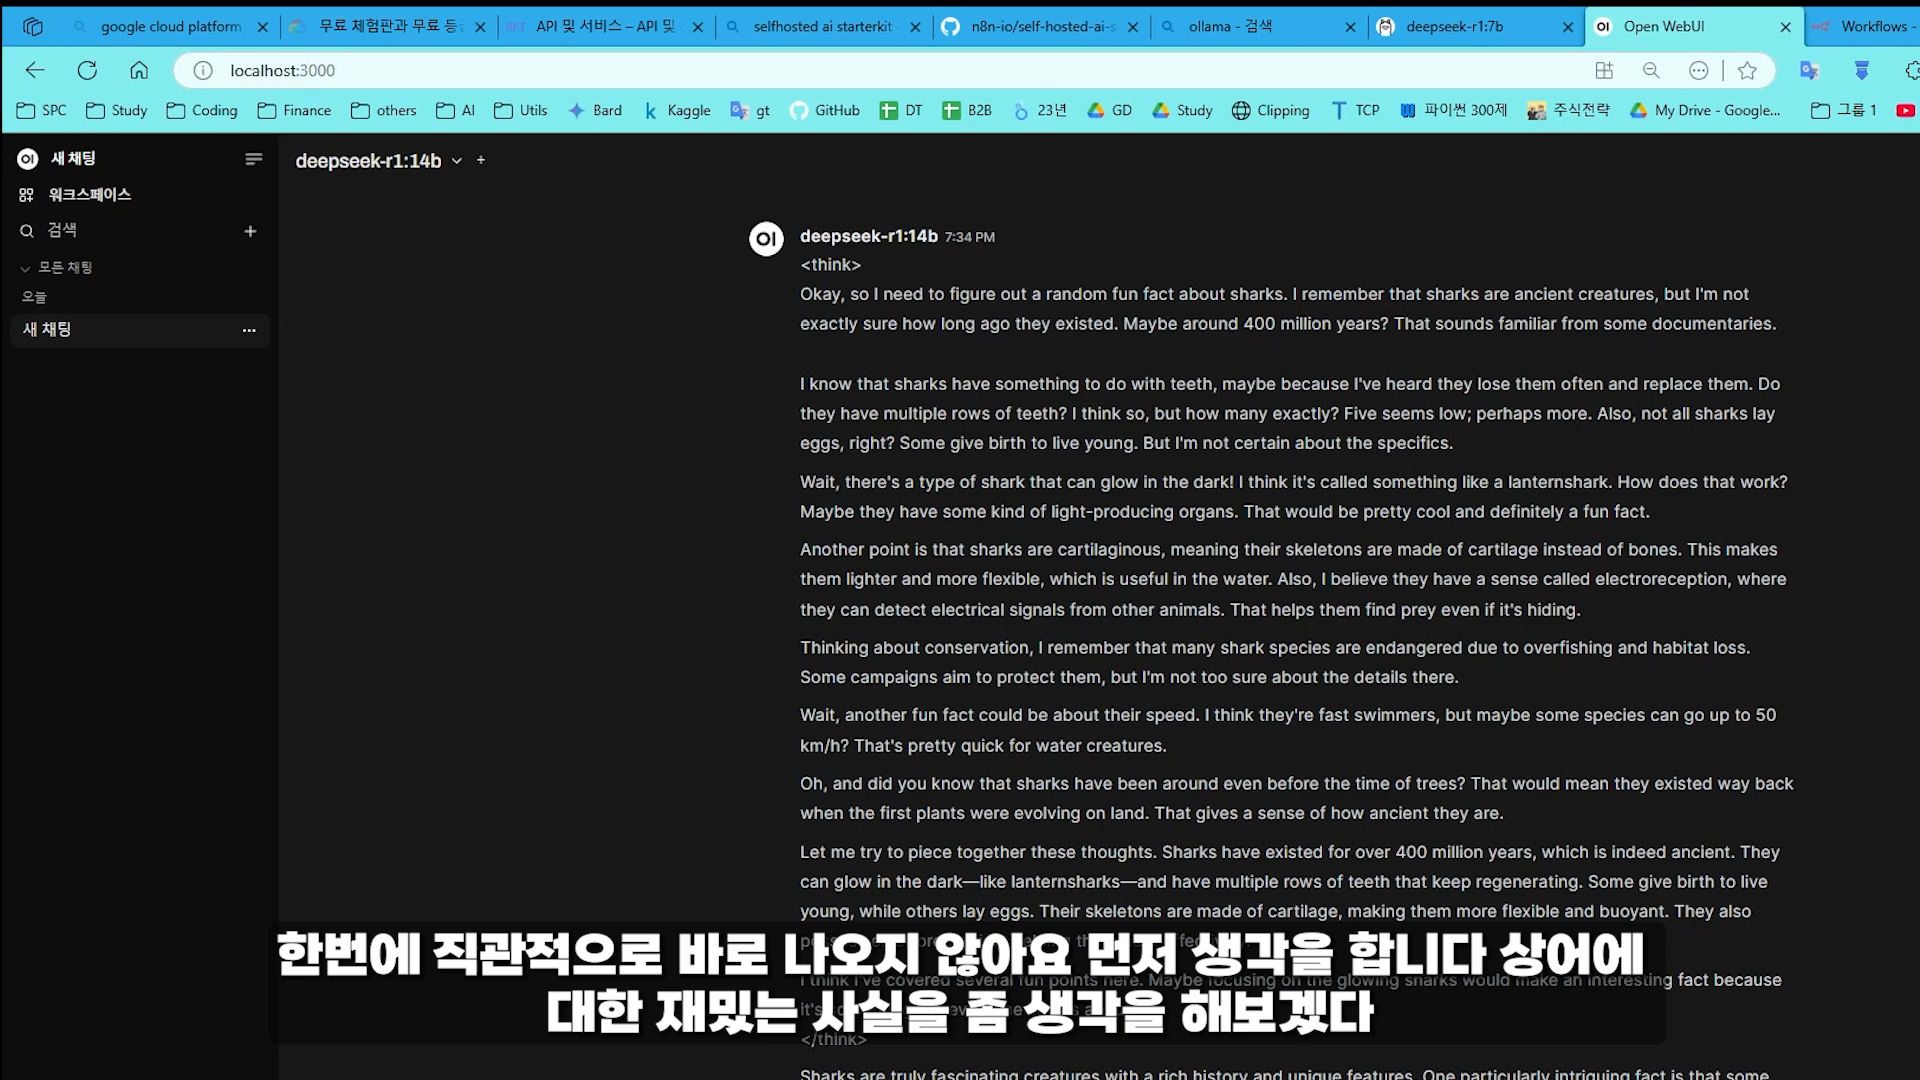 google cloud platform
무료 체험판과 무료 등급
API 및 서비스 – API 및
selfhosted ai starterkit
n8n-io/self-hosted-ai-s
ollama - 검색
deepseek-r1:7b
Open WebUI
Workflows -
localhost:3000
SPC
Study
Coding
Finance
others
AI
Utils
Bard
Kaggle
gt
GitHub
DT
B2B
23년
GD
Study
Clipping
TCP
파이썬 300제
주식전략
My Drive - Google...
그룹 1
새 채팅
워크스페이스
검색
모든 채팅
오늘
새 채팅
deepseek-r1:14b
OI
deepseek-r1:14b 7:34 PM
<think>
Okay, so I need to figure out a random fun fact about sharks. I remember that sharks are ancient creatures, but I'm not
exactly sure how long ago they existed. Maybe around 400 million years? That sounds familiar from some documentaries.
I know that sharks have something to do with teeth, maybe because I've heard they lose them often and replace them. Do
they have multiple rows of teeth? I think so, but how many exactly? Five seems low; perhaps more. Also, not all sharks lay
eggs, right? Some give birth to live young. But I'm not certain about the specifics.
Wait, there's a type of shark that can glow in the dark! I think it's called something like a lanternshark. How does that work?
Maybe they have some kind of light-producing organs. That would be pretty cool and definitely a fun fact.
Another point is that sharks are cartilaginous, meaning their skeletons are made of cartilage instead of bones. This makes
them lighter and more flexible, which is useful in the water. Also, I believe they have a sense called electroreception, where
they can detect electrical signals from other animals. That helps them find prey even if it's hiding.
Thinking about conservation, I remember that many shark species are endangered due to overfishing and habitat loss.
Some campaigns aim to protect them, but I'm not too sure about the details there.
Wait, another fun fact could be about their speed. I think they're fast swimmers, but maybe some species can go up to 50
km/h? That's pretty quick for water creatures.
Oh, and did you know that sharks have been around even before the time of trees? That would mean they existed way back
when the first plants were evolving on land. That gives a sense of how ancient they are.
Let me try to piece together these thoughts. Sharks have existed for over 400 million years, which is indeed ancient. They
can glow in the dark—like lanternsharks—and have multiple rows of teeth that keep regenerating. Some give birth to live
young, while others lay eggs. Their skeletons are made of cartilage, making them more flexible and buoyant. They also
한번에 직관적으로 바로 나오지 않아요 먼저 생각을 합니다 상어에
I think I've covered several fun points here. Maybe focusing on the glowing sharks would make an interesting fact because
대한 재밌는 사실을 좀 생각을 해보겠다
</think>
Sharks are truly fascinating creatures with a rich history and unique features. One particularly intriguing fact is that some